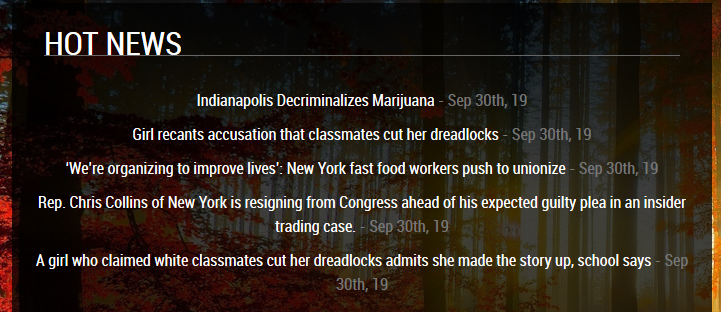 HOT NEWS
Indianapolis Decriminalizes Marijuana - Sep 30th, 19
Girl recants accusation that classmates cut her dreadlocks - Sep 30th, 19
‘We’re organizing to improve lives’: New York fast food workers push to unionize - Sep 30th, 19
Rep. Chris Collins of New York is resigning from Congress ahead of his expected guilty plea in an insider
trading case. - Sep 30th, 19
A girl who claimed white classmates cut her dreadlocks admits she made the story up, school says - Sep
30th, 19